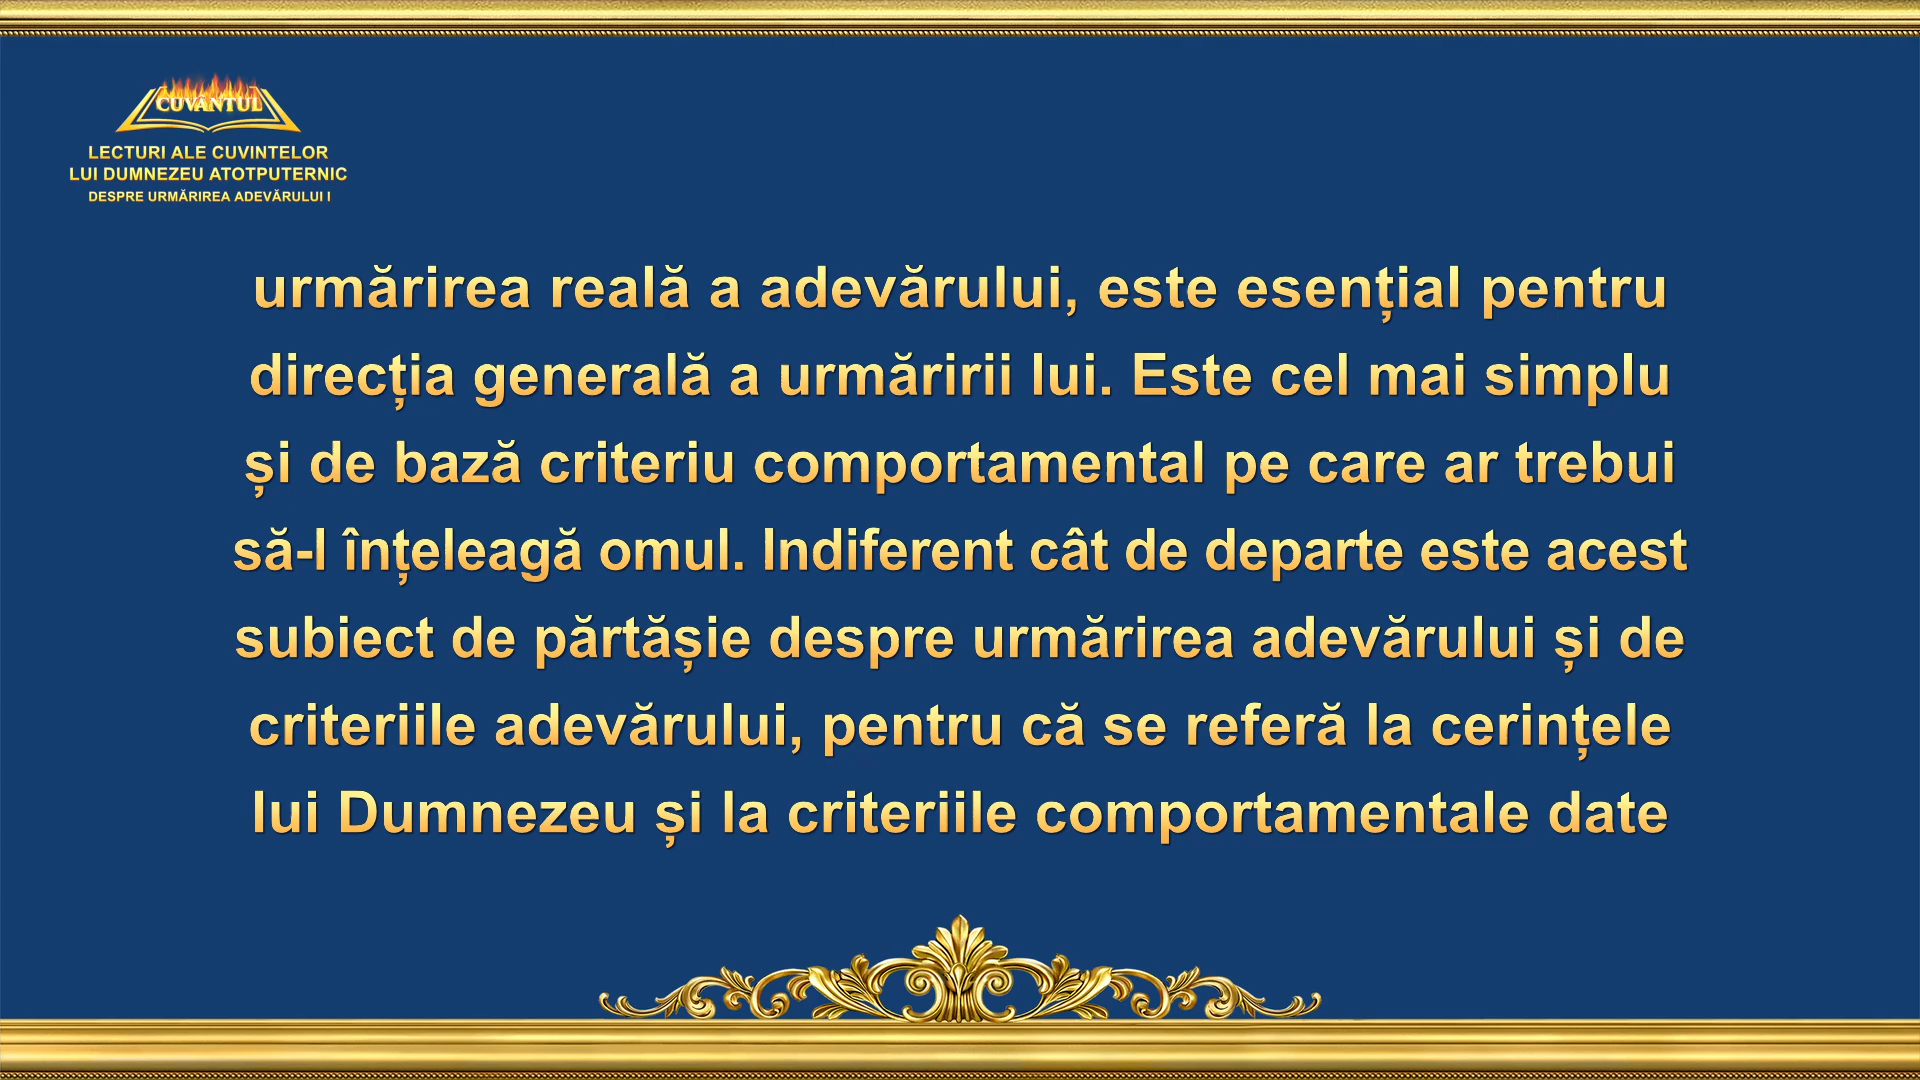 CUVÂNTUL
LECTURI ALE CUVINTELOR
LUI DUMNEZEU ATOTPUTERNIC
DESPRE URMĂRIREA ADEVĂRULUI I
urmărirea reală a adevărului, este esențial pentru
direcția generală a urmăririi lui. Este cel mai simplu
și de bază criteriu comportamental pe care ar trebui
să-l înțeleagă omul. Indiferent cât de departe este acest
subiect de părtășie despre urmărirea adevărului și de
criteriile adevărului, pentru că se referă la cerințele
lui Dumnezeu și la criteriile comportamentale date